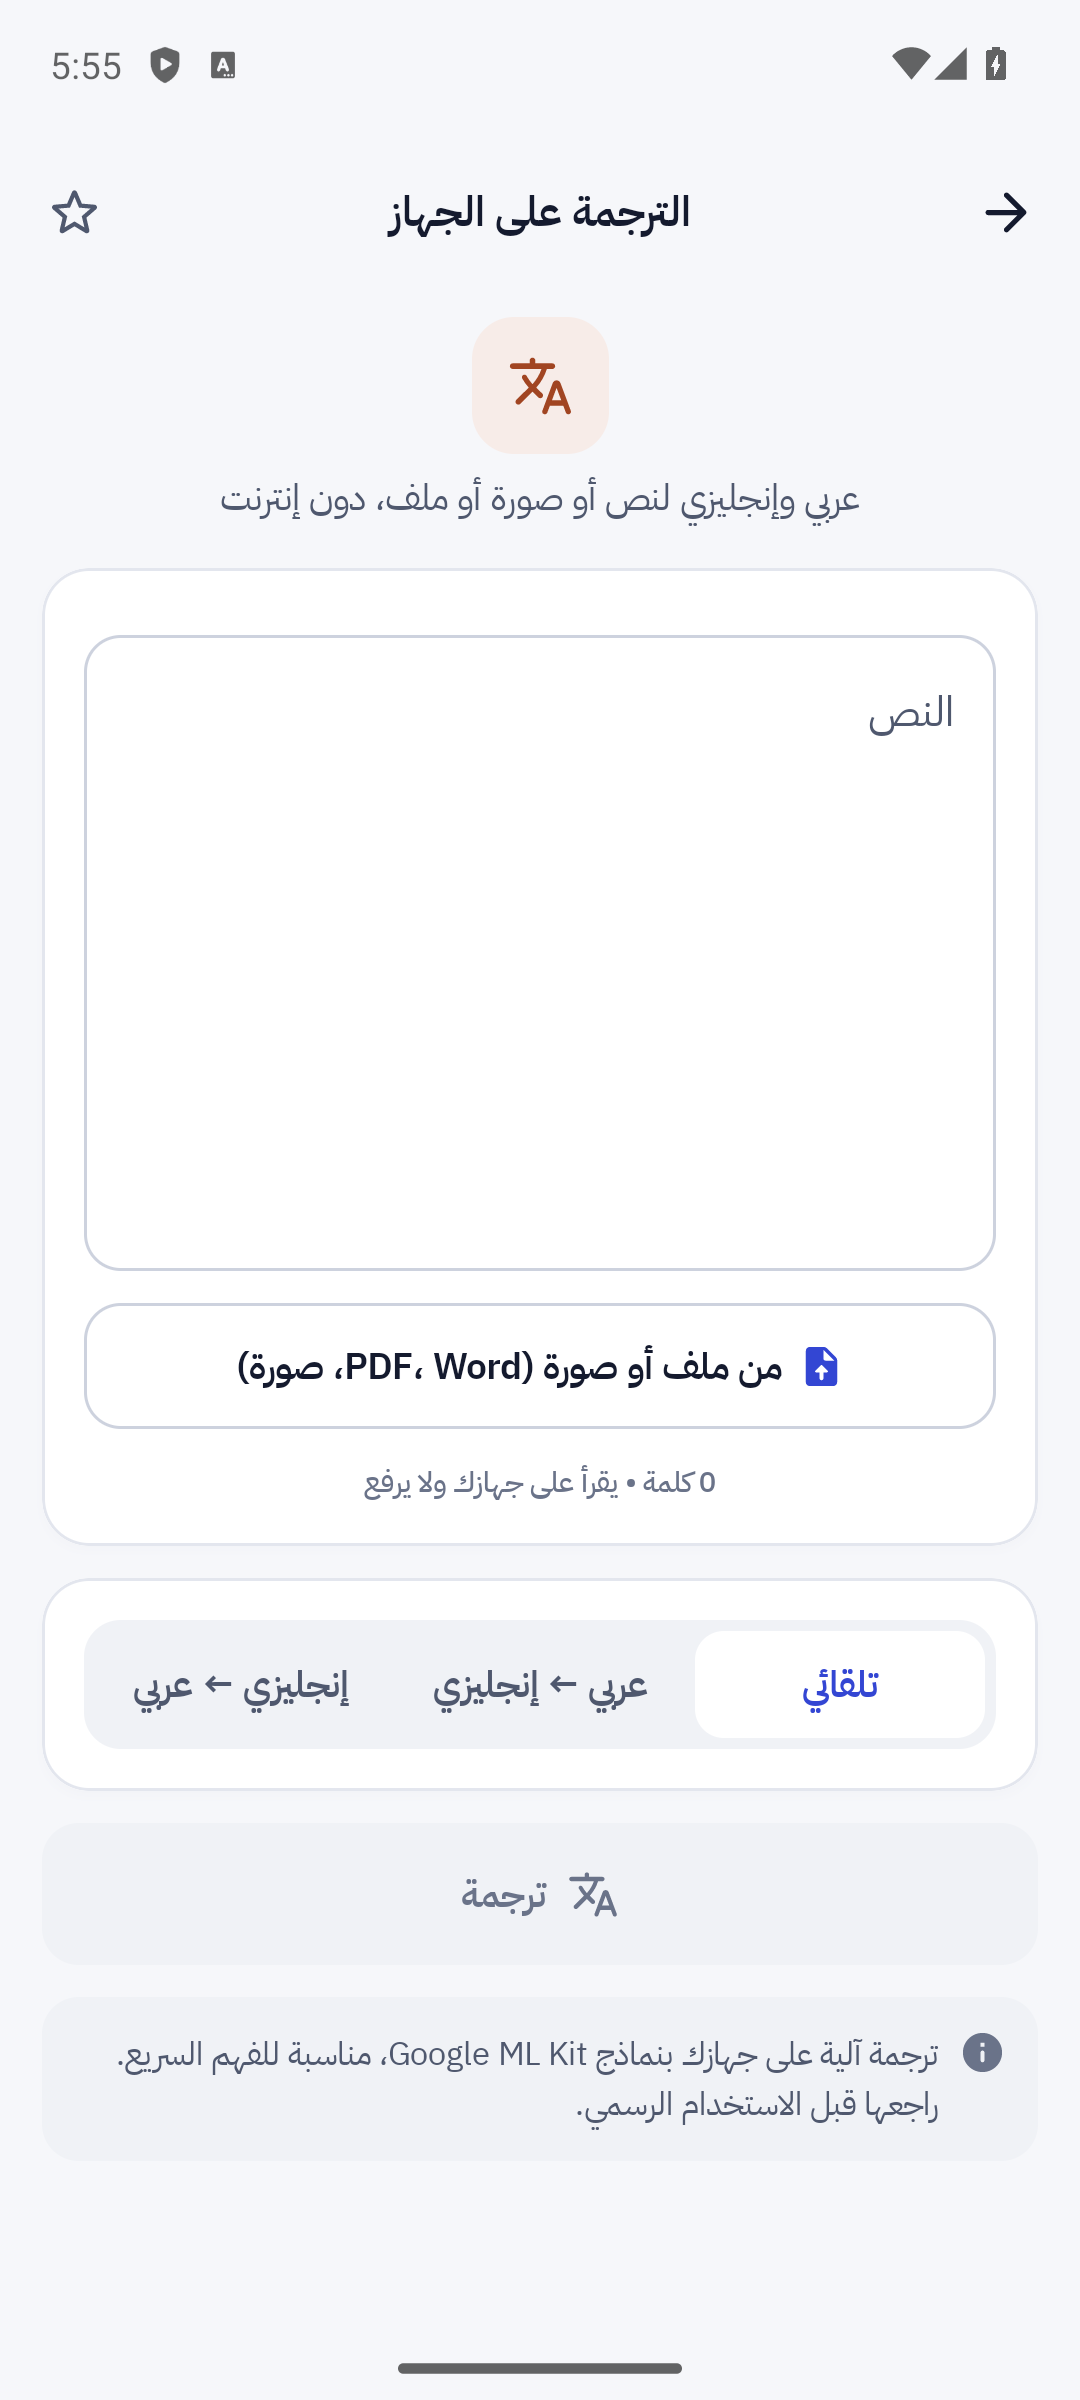 5:55
الترجمة على الجهاز
عربي وإنجليزي لنص أو صورة أو ملف، دون إنترنت
النص
من ملف أو صورة (PDF، Word، صورة)
0 كلمة • يقرأ على جهازك ولا يرفع
تلقائي
عربي ← إنجليزي
إنجليزي ← عربي
ترجمة
ترجمة آلية على جهازك بنماذج Google ML Kit، مناسبة للفهم السريع.
راجعها قبل الاستخدام الرسمي.